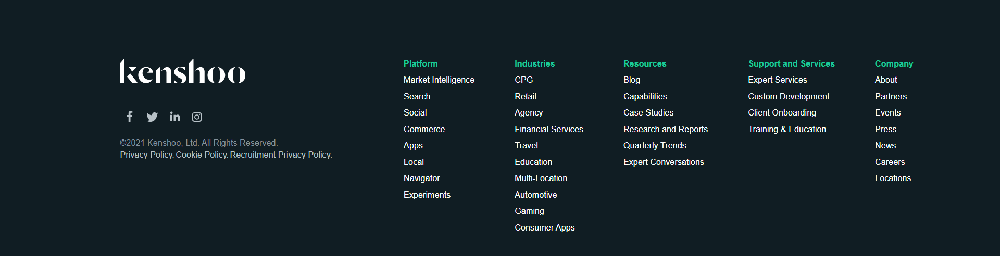 kenshoo
©2021 Kenshoo, Ltd. All Rights Reserved.
Privacy Policy. Cookie Policy. Recruitment Privacy Policy.
Platform
Market Intelligence
Search
Social
Commerce
Apps
Local
Navigator
Experiments
Industries
CPG
Retail
Agency
Financial Services
Travel
Education
Multi-Location
Automotive
Gaming
Consumer Apps
Resources
Blog
Capabilities
Case Studies
Research and Reports
Quarterly Trends
Expert Conversations
Support and Services
Expert Services
Custom Development
Client Onboarding
Training & Education
Company
About
Partners
Events
Press
News
Careers
Locations